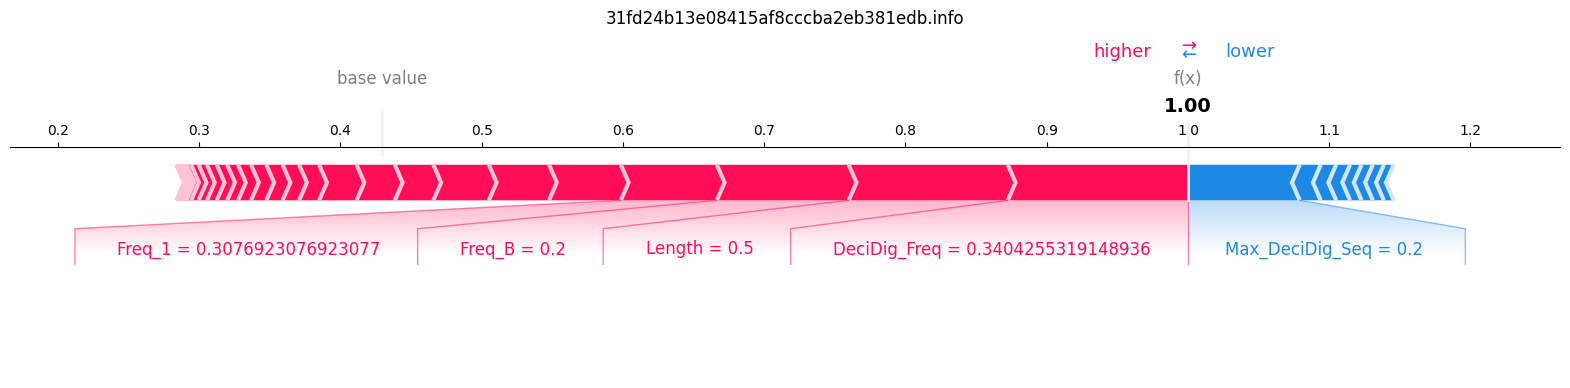 31fd24b13e08415af8cccba2eb381edb.info
higher ⇄ lower
base value f(x)
1.00
0.2 0.3 0.4 0.5 0.6 0.7 0.8 0.9 1.0 1.1 1.2
Freq_1 = 0.3076923076923077 Freq_B = 0.2 Length = 0.5 DeciDig_Freq = 0.3404255319148936 Max_DeciDig_Seq = 0.2